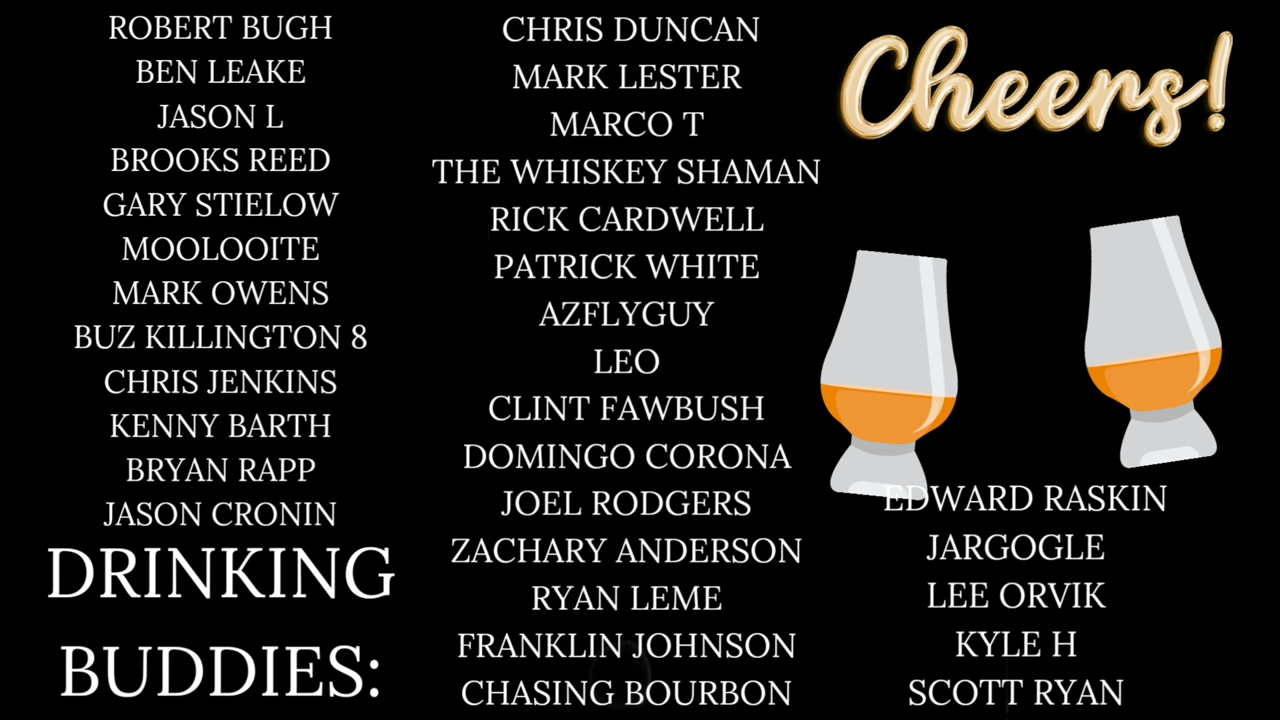 ROBERT BUGH
BEN LEAKE
JASON L
BROOKS REED
GARY STIELOW
MOOLOOITE
MARK OWENS
BUZ KILLINGTON 8
CHRIS JENKINS
KENNY BARTH
BRYAN RAPP
JASON CRONIN
DRINKING
BUDDIES:
CHRIS DUNCAN
MARK LESTER
MARCO T
THE WHISKEY SHAMAN
RICK CARDWELL
PATRICK WHITE
AZFLYGUY
LEO
CLINT FAWBUSH
DOMINGO CORONA
JOEL RODGERS
ZACHARY ANDERSON
RYAN LEME
FRANKLIN JOHNSON
CHASING BOURBON
Cheers!
EDWARD RASKIN
JARGOGLE
LEE ORVIK
KYLE H
SCOTT RYAN